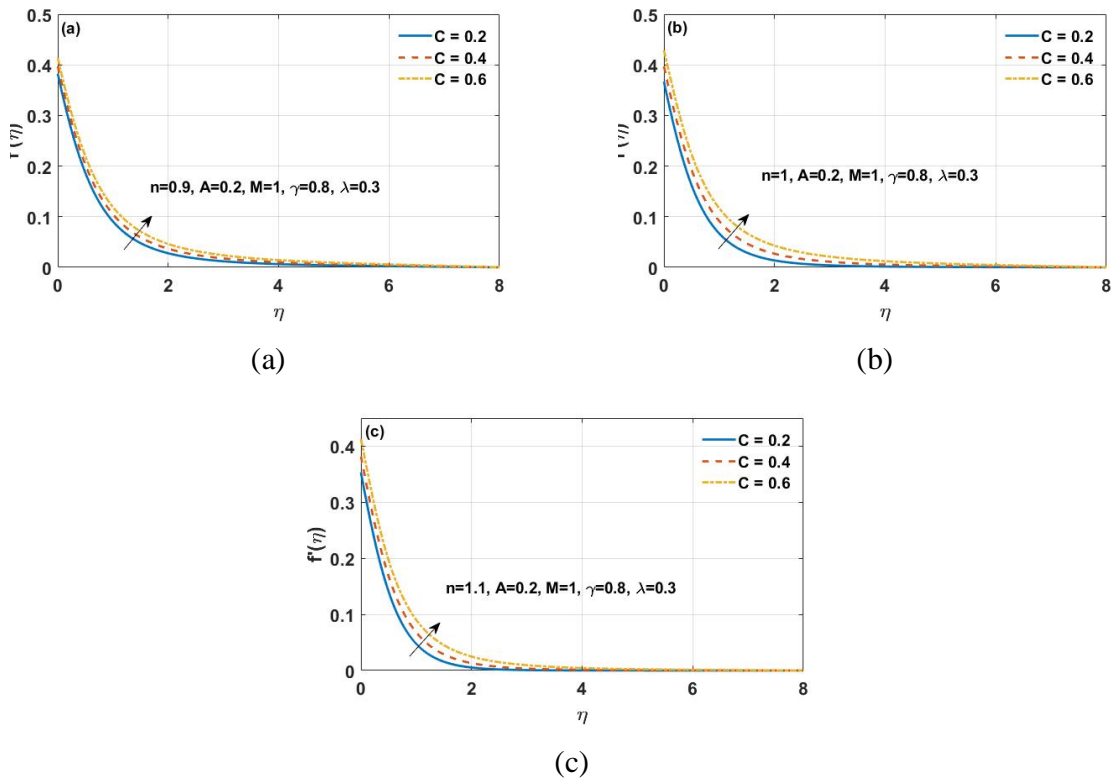 (a)
0.5
0.4
0.3
0.2
0.1
0
C = 0.2
C = 0.4
C = 0.6
n=0.9, A=0.2, M=1, γ=0.8, λ=0.3
0 2 4 6 8
η
(a)
(b)
0.5
0.4
0.3
0.2
0.1
0
C = 0.2
C = 0.4
C = 0.6
n=1, A=0.2, M=1, γ=0.8, λ=0.3
0 2 4 6 8
η
(b)
(c)
0.4
0.3
0.2
0.1
0
f'(η)
C = 0.2
C = 0.4
C = 0.6
n=1.1, A=0.2, M=1, γ=0.8, λ=0.3
0 2 4 6 8
η
(c)